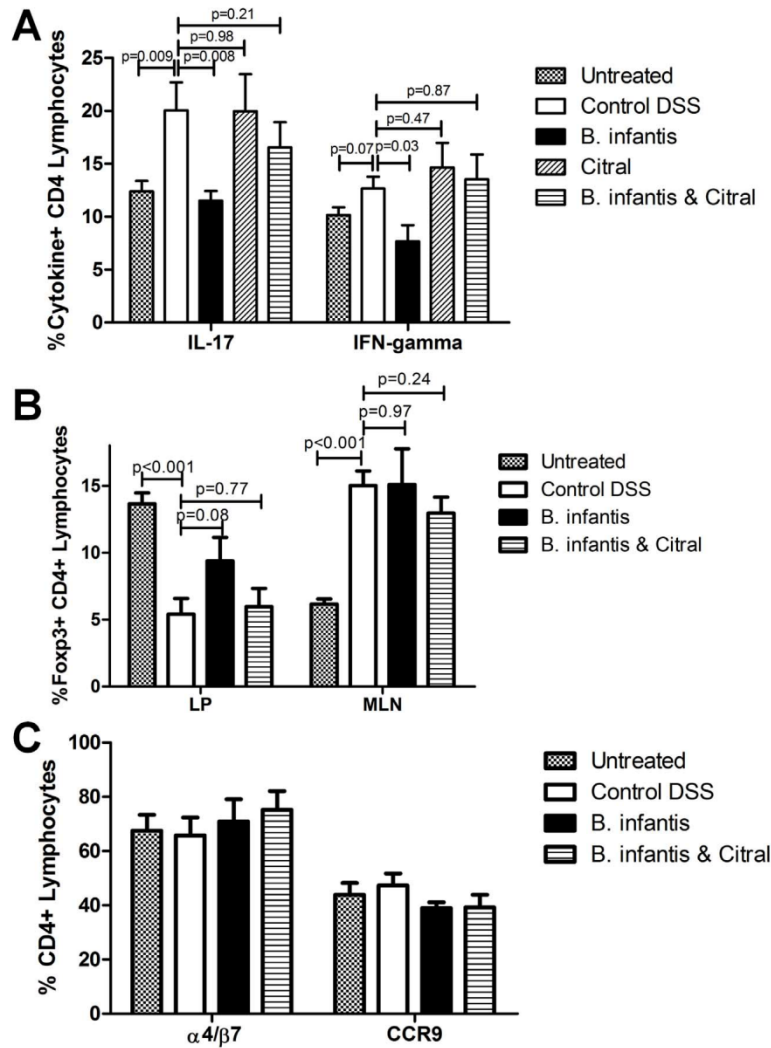 A
p=0.21
p=0.98
p=0.009 p=0.008
p=0.87
p=0.47
p=0.07 p=0.03
%Cytokine+ CD4 Lymphocytes
25
20
15
10
5
0
IL-17 IFN-gamma
Untreated
Control DSS
B. infantis
Citral
B. infantis & Citral
B
p<0.001
p=0.77
p=0.08
p=0.24
p=0.97
p<0.001
%Foxp3+ CD4+ Lymphocytes
15
10
5
0
LP MLN
Untreated
Control DSS
B. infantis
B. infantis & Citral
C
% CD4+ Lymphocytes
100
80
60
40
20
0
α4/β7 CCR9
Untreated
Control DSS
B. infantis
B. infantis & Citral